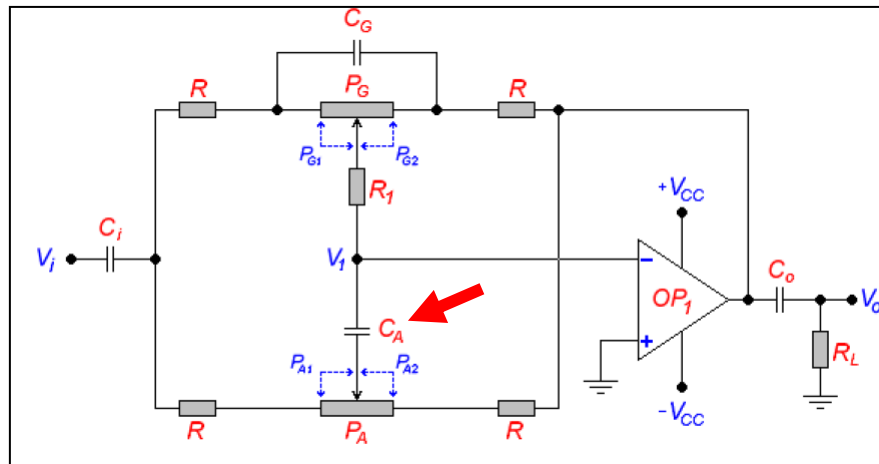 C_G
R
P_G
R
P_G1
P_G2
R_1
+V_CC
C_i
V_i
V_1
−
C_o
V_o
OP_1
C_A
+
R_L
P_A1
P_A2
−V_CC
R
P_A
R